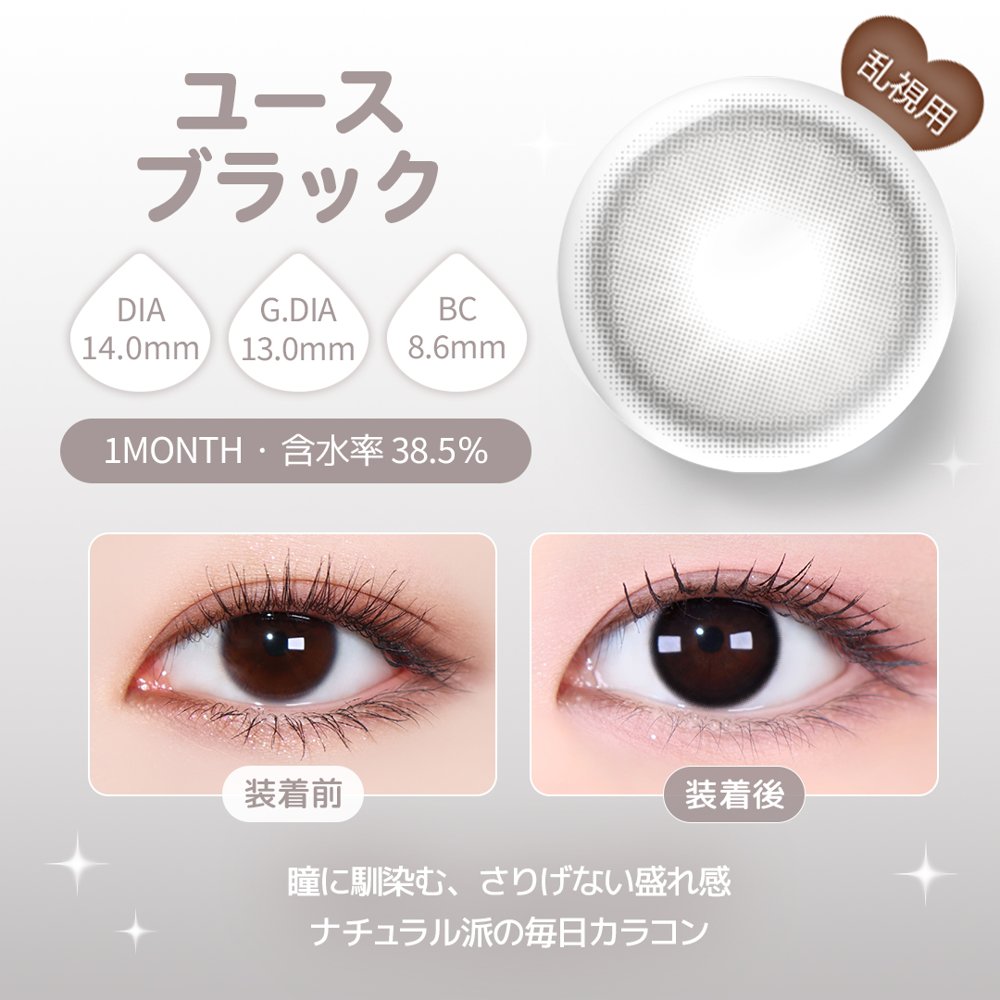 乱視用
ユース
ブラック
DIA
14.0mm
G.DIA
13.0mm
BC
8.6mm
1MONTH・含水率 38.5%
装着前
装着後
瞳に馴染む、さりげない盛れ感
ナチュラル派の毎日カラコン